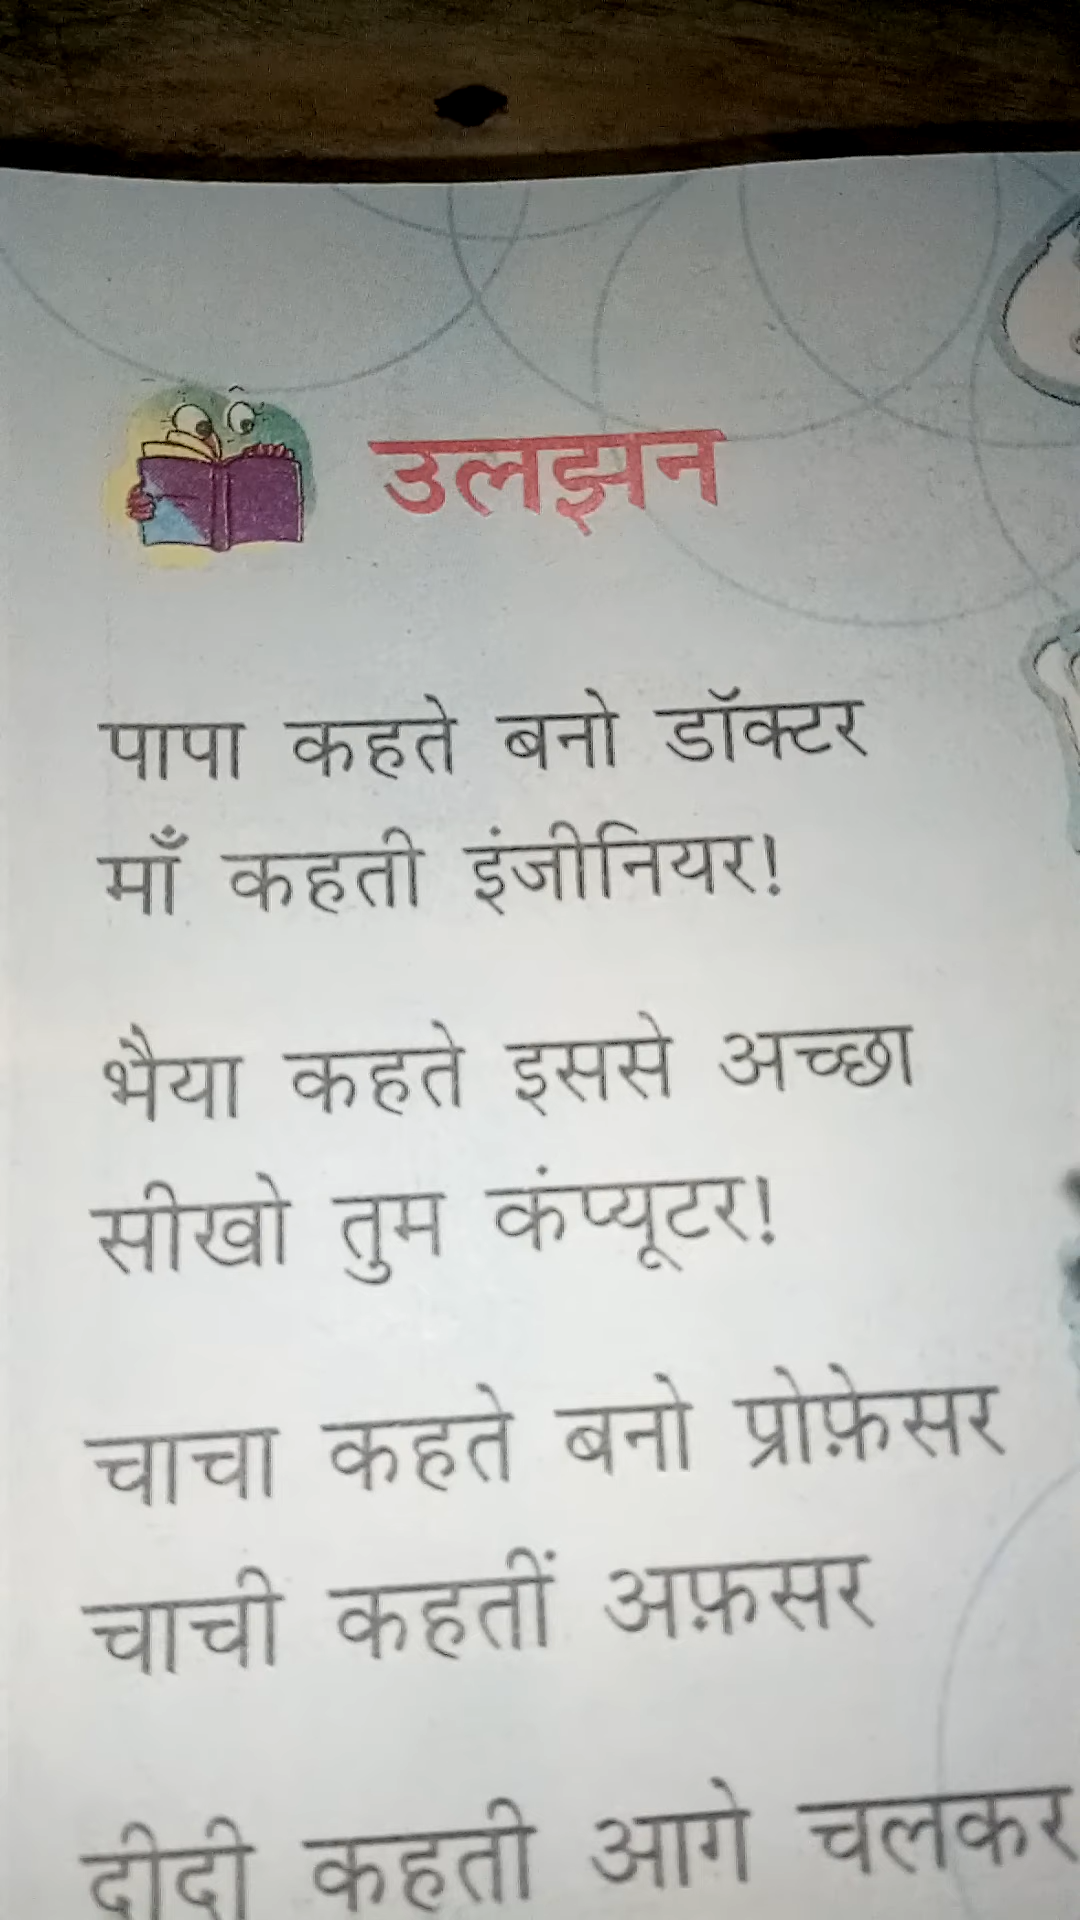 उलझन
पापा कहते बनो डॉक्टर
माँ कहती इंजीनियर!
भैया कहते इससे अच्छा
सीखो तुम कंप्यूटर!
चाचा कहते बनो प्रोफ़ेसर
चाची कहतीं अफ़सर
दीदी कहती आगे चलकर